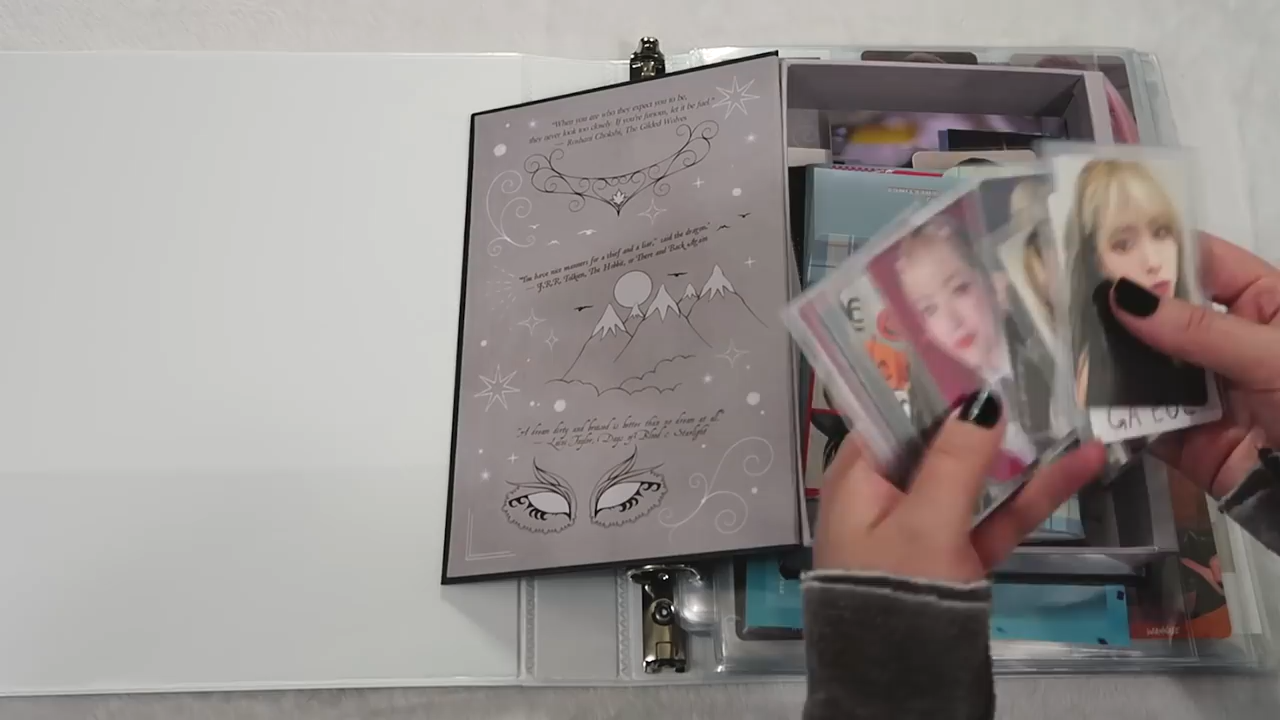 "When you are who they expect you to be,
they never look too closely. If you're furious, let it be fuel."
— Roshani Chokshi, The Gilded Wolves
"You have nice manners for a thief and a liar," said the dragon."
— J.R.R. Tolkien, The Hobbit, or There and Back Again
"A dream dirty and bruised is better than no dream at all."
— Laini Taylor, Days of Blood & Starlight